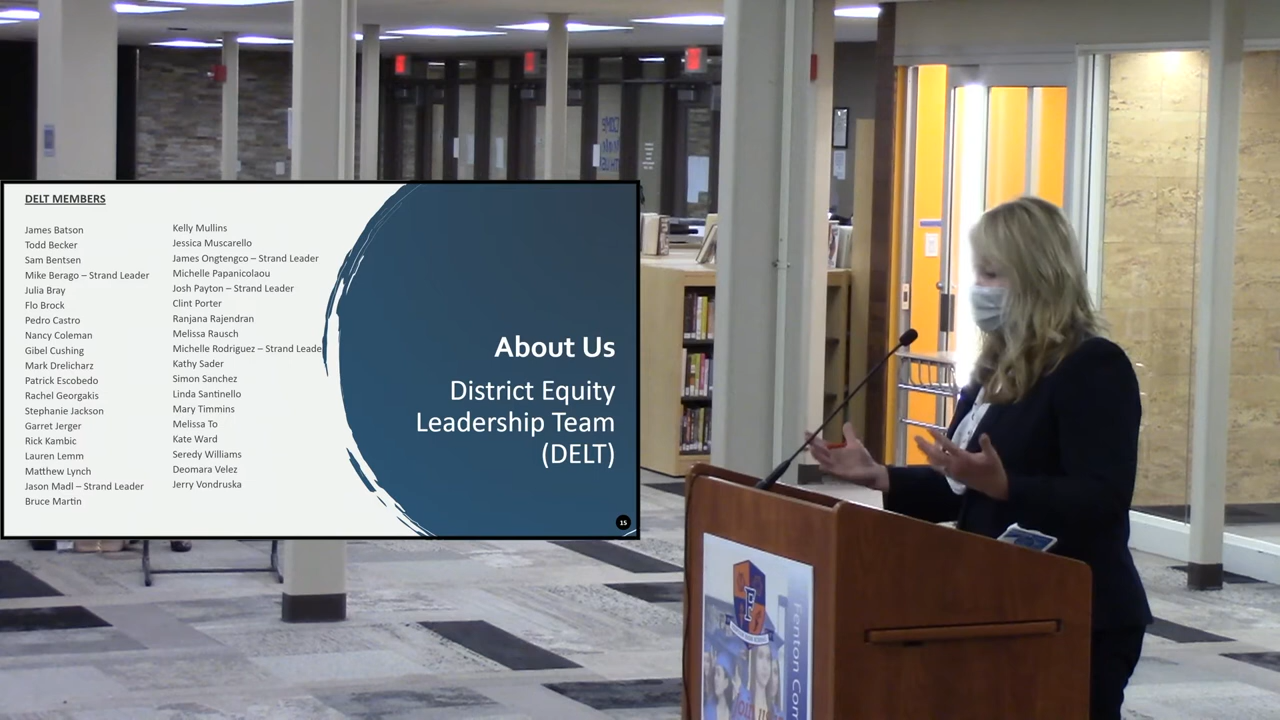 DELT MEMBERS
James Batson
Todd Becker
Sam Bentsen
Mike Berago – Strand Leader
Julia Bray
Flo Brock
Pedro Castro
Nancy Coleman
Gibel Cushing
Mark Drelicharz
Patrick Escobedo
Rachel Georgakis
Stephanie Jackson
Garret Jerger
Rick Kambic
Lauren Lemm
Matthew Lynch
Jason Madl – Strand Leader
Bruce Martin
Kelly Mullins
Jessica Muscarello
James Ongtengco – Strand Leader
Michelle Papanicolaou
Josh Payton – Strand Leader
Clint Porter
Ranjana Rajendran
Melissa Rausch
Michelle Rodriguez – Strand Leade
Kathy Sader
Simon Sanchez
Linda Santinello
Mary Timmins
Melissa To
Kate Ward
Seredy Williams
Deomara Velez
Jerry Vondruska
About Us
District Equity
Leadership Team
(DELT)
15
Fenton Com